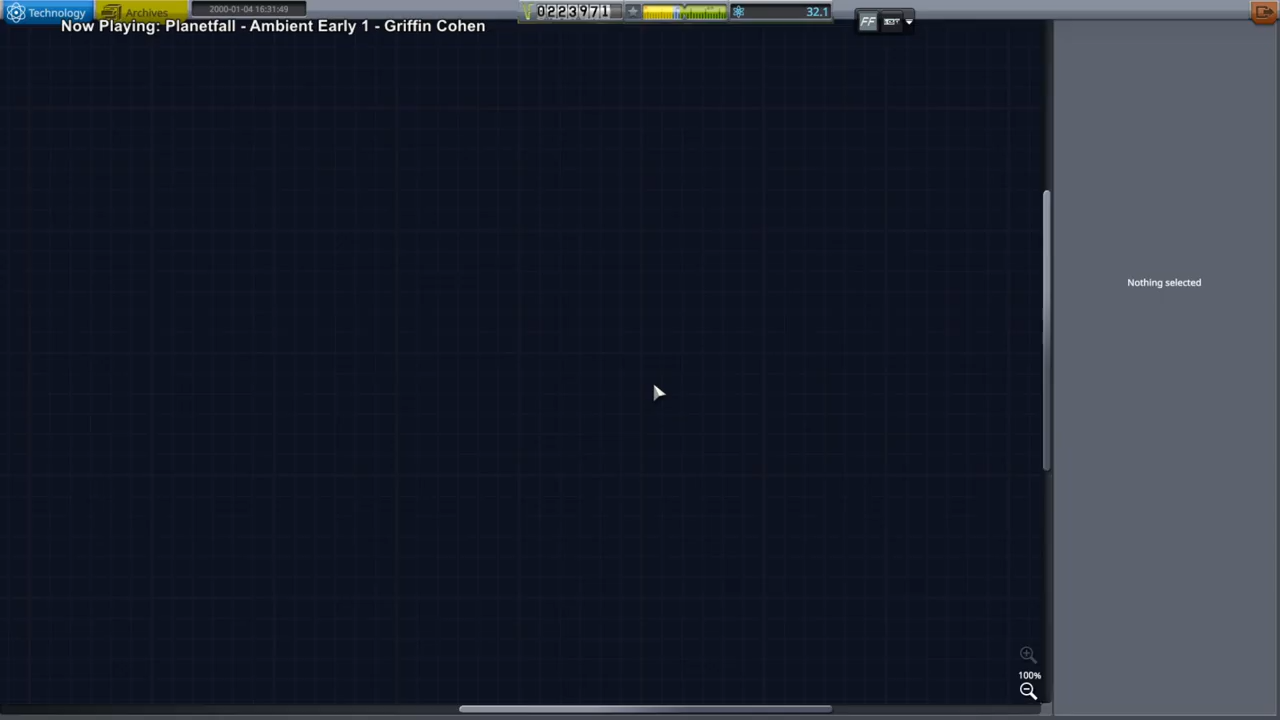 Technology
Archives
2000-01-04 16:31:49
0223971
32.1
FF
Now Playing: Planetfall - Ambient Early 1 - Griffin Cohen
Nothing selected
100%